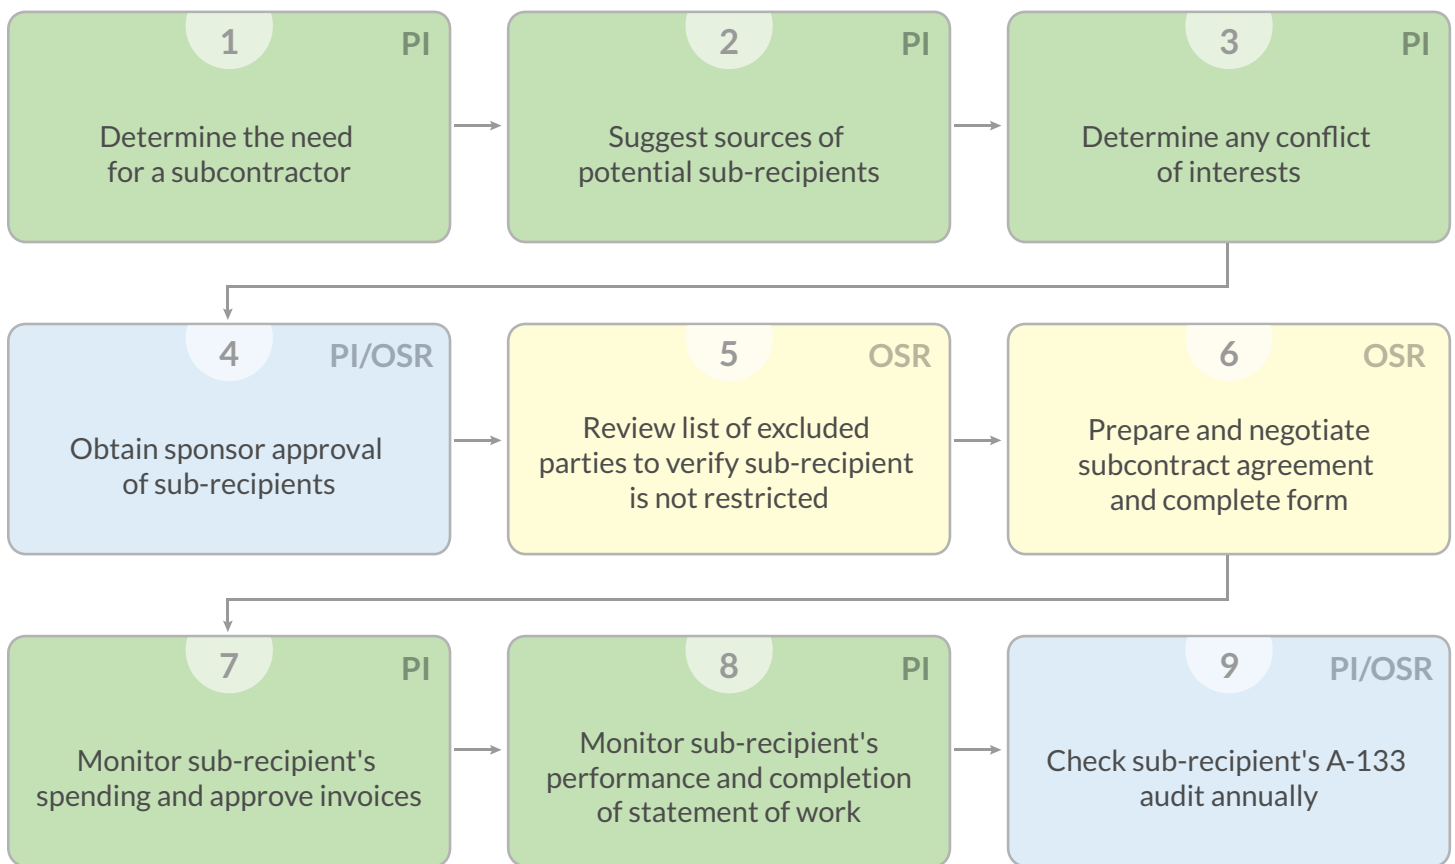 1
PI
Determine the need
for a subcontractor
2
PI
Suggest sources of
potential sub-recipients
3
PI
Determine any conflict
of interests
4
PI/OSR
Obtain sponsor approval
of sub-recipients
5
OSR
Review list of excluded
parties to verify sub-recipient
is not restricted
6
OSR
Prepare and negotiate
subcontract agreement
and complete form
7
PI
Monitor sub-recipient's
spending and approve invoices
8
PI
Monitor sub-recipient's
performance and completion
of statement of work
9
PI/OSR
Check sub-recipient's A-133
audit annually